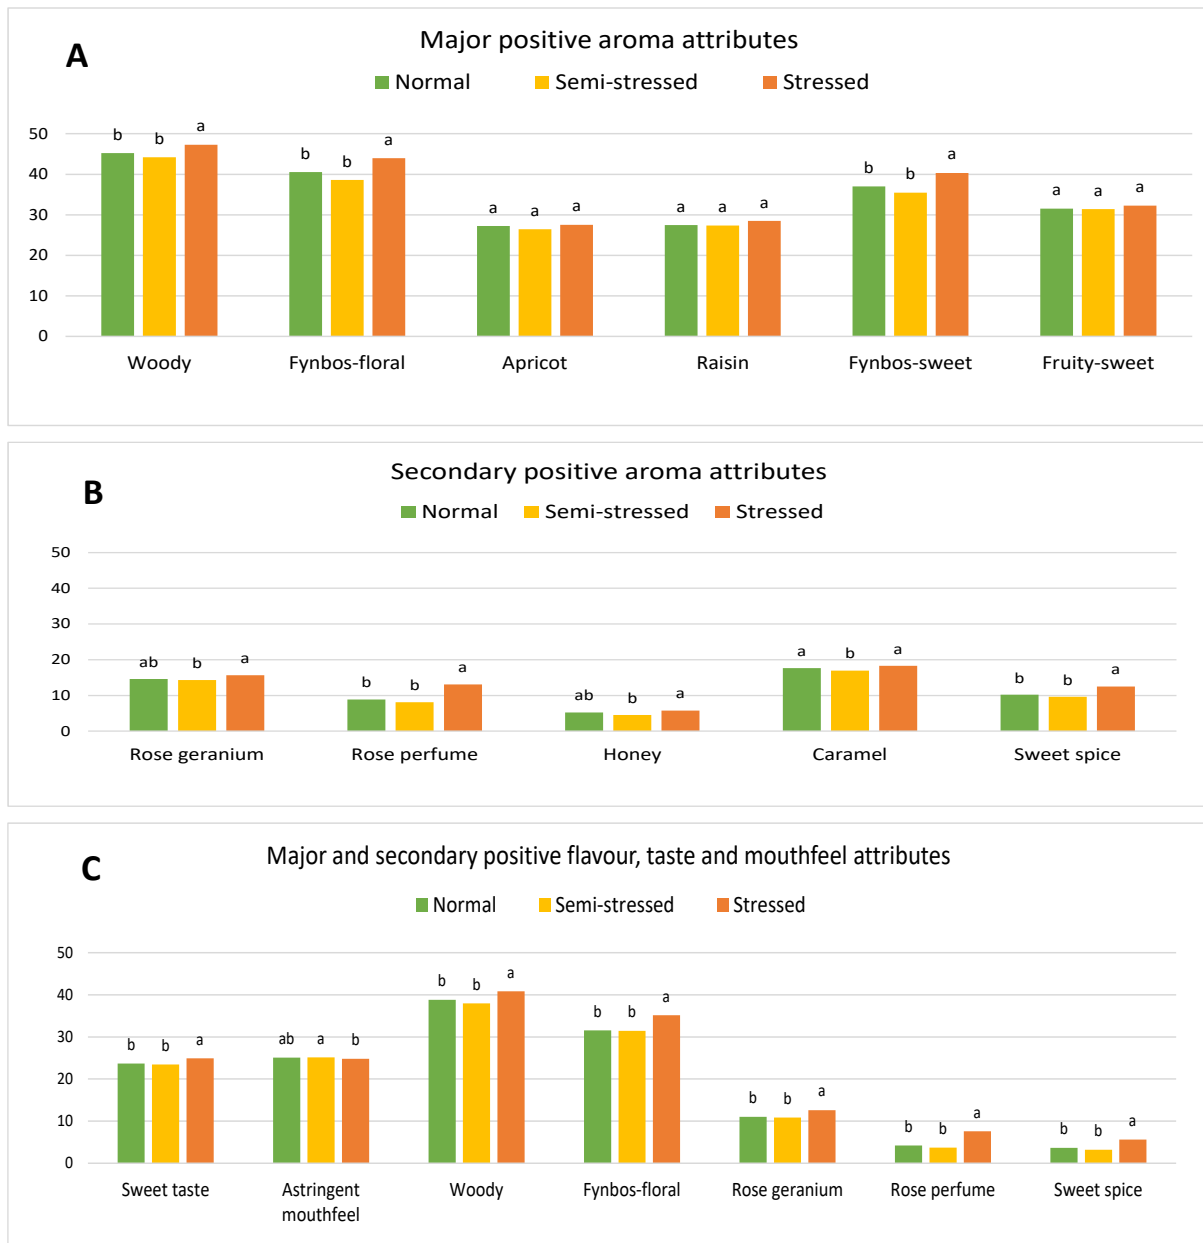 A
Major positive aroma attributes
Normal Semi-stressed Stressed
50
40
30
20
10
0
b b a
b b a
a a a
a a a
b b a
a a a
Woody Fynbos-floral Apricot Raisin Fynbos-sweet Fruity-sweet
B
Secondary positive aroma attributes
Normal Semi-stressed Stressed
50
40
30
20
10
0
ab b a
b b a
ab b a
a b a
b b a
Rose geranium Rose perfume Honey Caramel Sweet spice
C
Major and secondary positive flavour, taste and mouthfeel attributes
Normal Semi-stressed Stressed
50
40
30
20
10
0
b b a
ab a b
b b a
b b a
b b a
b b a
b b a
Sweet taste Astringent Woody Fynbos-floral Rose geranium Rose perfume Sweet spice
mouthfeel